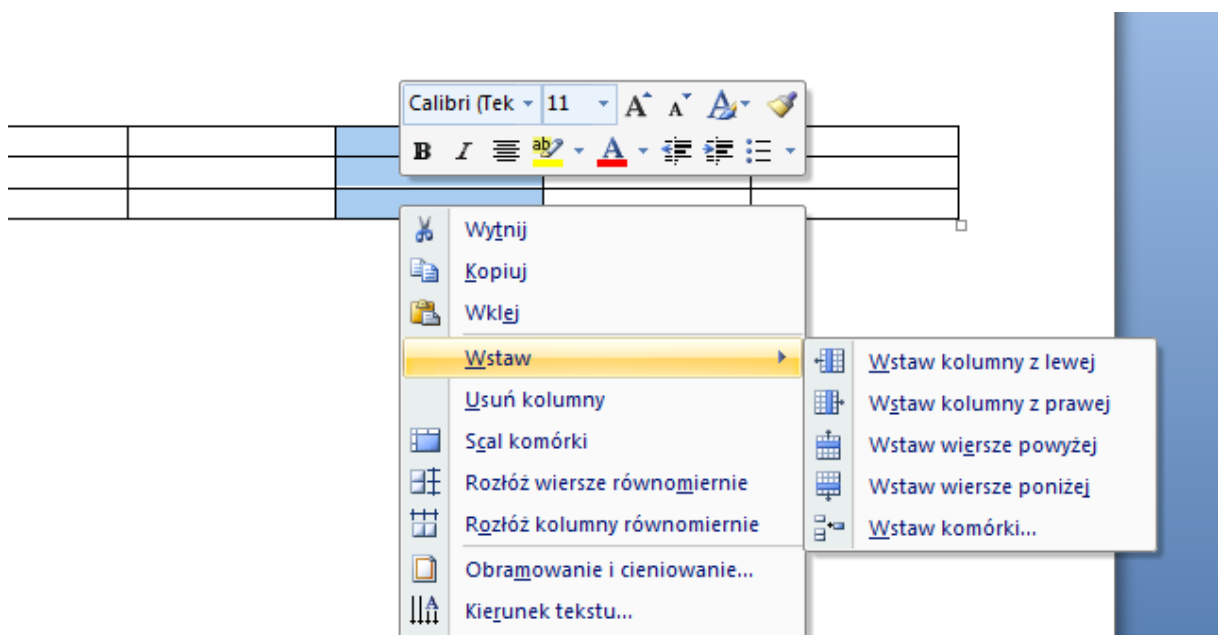 Calibri (Tek 11 A A A
B I ab A
Wytnij
Kopiuj
Wklej
Wstaw
Usuń kolumny
Scal komórki
Rozłóż wiersze równomiernie
Rozłóż kolumny równomiernie
Obramowanie i cieniowanie...
Kierunek tekstu...
Wstaw kolumny z lewej
Wstaw kolumny z prawej
Wstaw wiersze powyżej
Wstaw wiersze poniżej
Wstaw komórki...